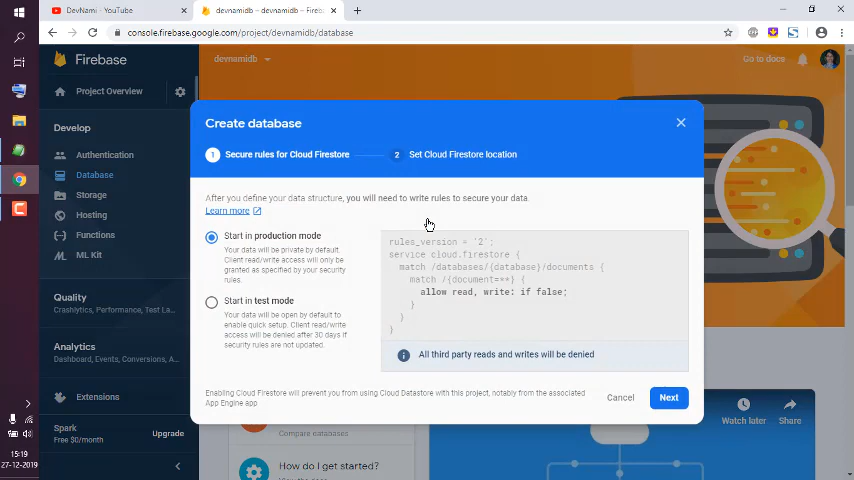 DevNami - YouTube
devnamidb – devnamidb – Fireb
console.firebase.google.com/project/devnamidb/database
Firebase
devnamidb
Go to docs
Project Overview
Develop
Authentication
Database
Storage
Hosting
Functions
ML Kit
Quality
Crashlytics, Performance, Test La...
Analytics
Dashboard, Events, Conversions, A...
Extensions
Spark
Free $0/month
Upgrade
Create database
1 Secure rules for Cloud Firestore
2 Set Cloud Firestore location
After you define your data structure, you will need to write rules to secure your data.
Learn more
Start in production mode
Your data will be private by default.
Client read/write access will only be
granted as specified by your security
rules.
Start in test mode
Your data will be open by default to
enable quick setup. Client read/write
access will be denied after 30 days if
security rules are not updated.
rules_version = '2';
service cloud.firestore {
match /databases/{database}/documents {
match /{document=**} {
allow read, write: if false;
}
}
}
All third party reads and writes will be denied
Enabling Cloud Firestore will prevent you from using Cloud Datastore with this project, notably from the associated
App Engine app
Cancel
Next
Compare databases
How do I get started?
Watch later
Share
15:19
27-12-2019